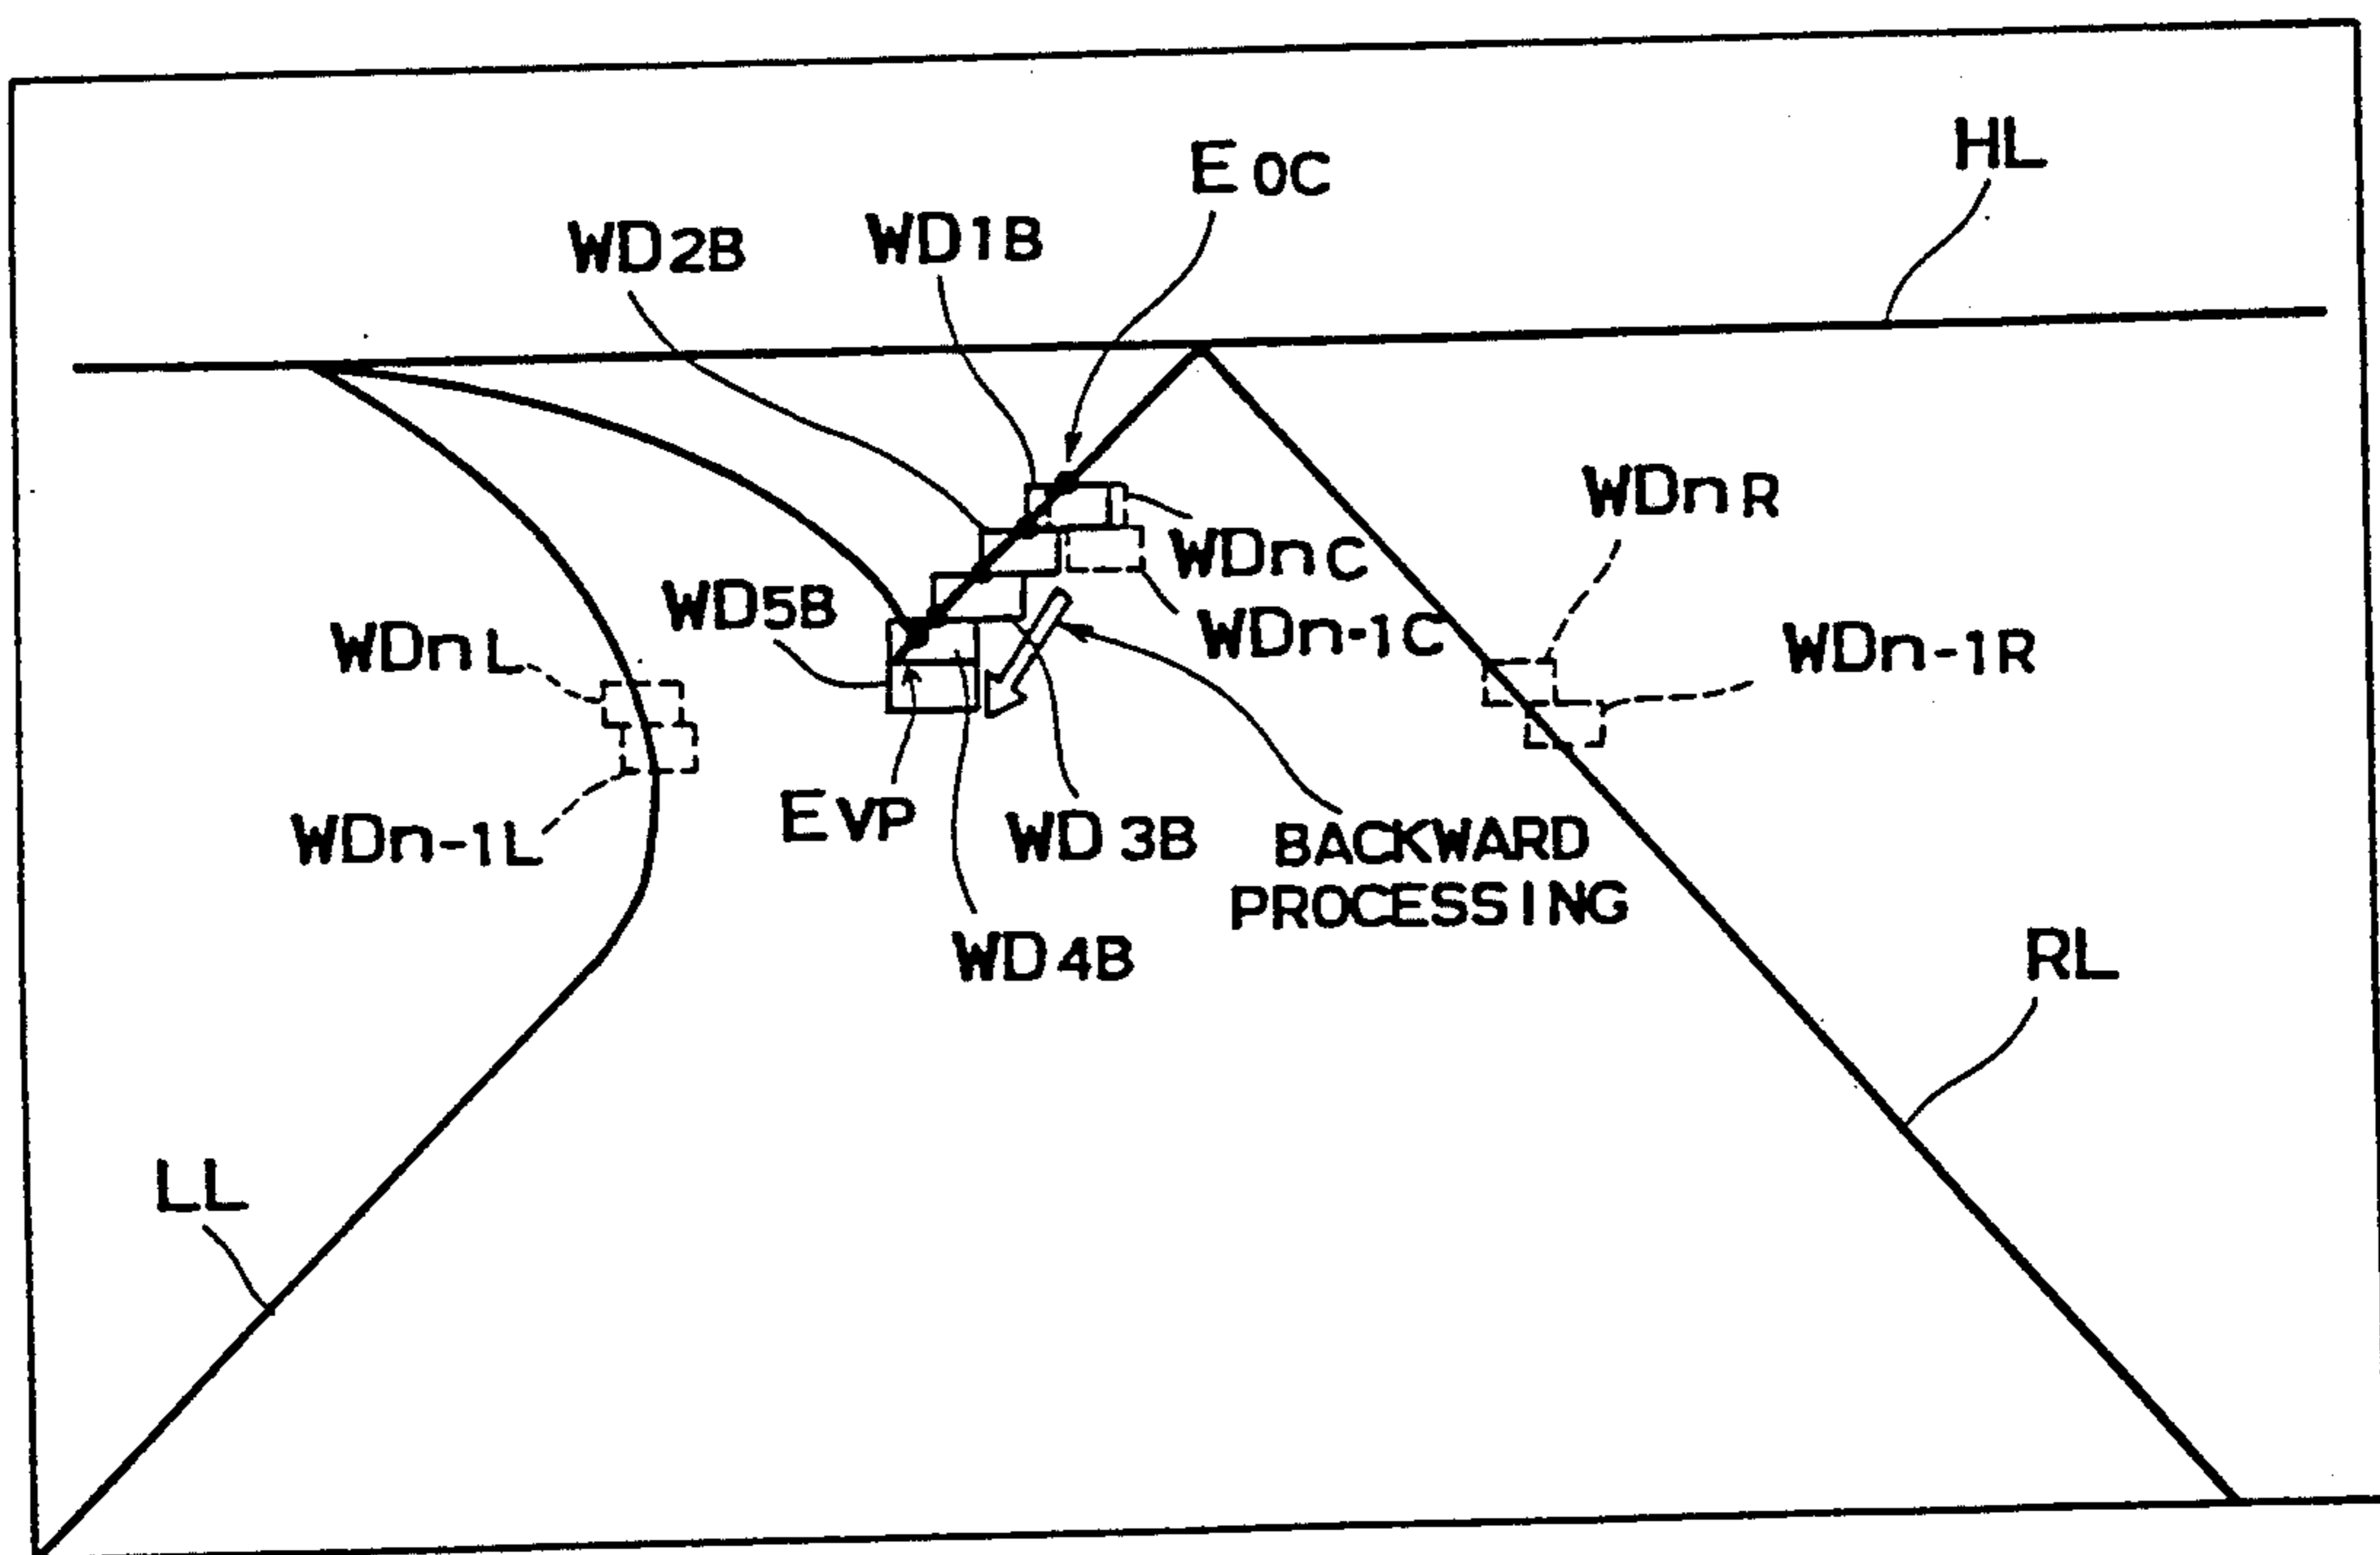 HL
EOC
WD1B
WD2B
WDnR
WDnC
WD5B
WDn-1C
WDnL
WDn-1R
EVP
WD3B
WDn-1L
BACKWARD
PROCESSING
WD4B
RL
LL